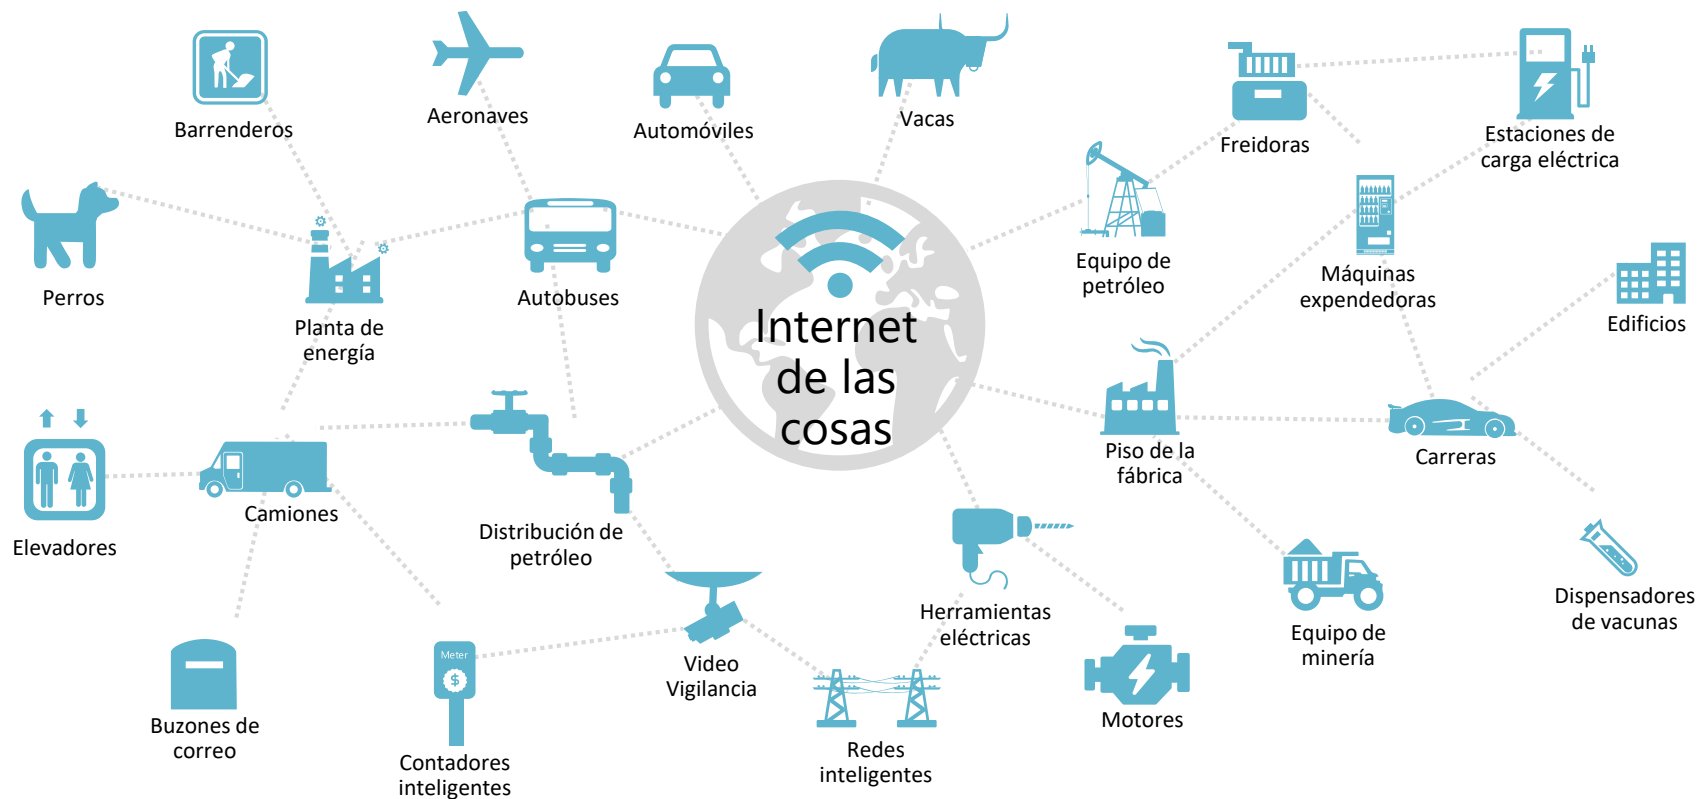 Barrenderos
Aeronaves
Automóviles
Vacas
Freidoras
Estaciones de
carga eléctrica
Perros
Planta de
energía
Autobuses
Equipo de
petróleo
Máquinas
expendedoras
Edificios
Internet
de las
cosas
Elevadores
Camiones
Distribución de
petróleo
Piso de la
fábrica
Carreras
Herramientas
eléctricas
Equipo de
minería
Dispensadores
de vacunas
Buzones de
correo
Meter
$
Contadores
inteligentes
Video
Vigilancia
Redes
inteligentes
Motores